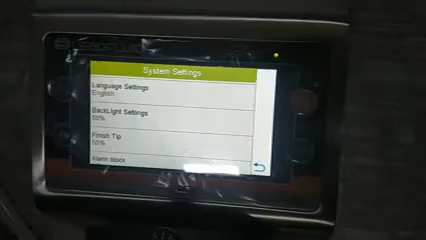 System Settings
Language Settings
English
BackLight Settings
50%
Finish Tip
50%
Alarm block